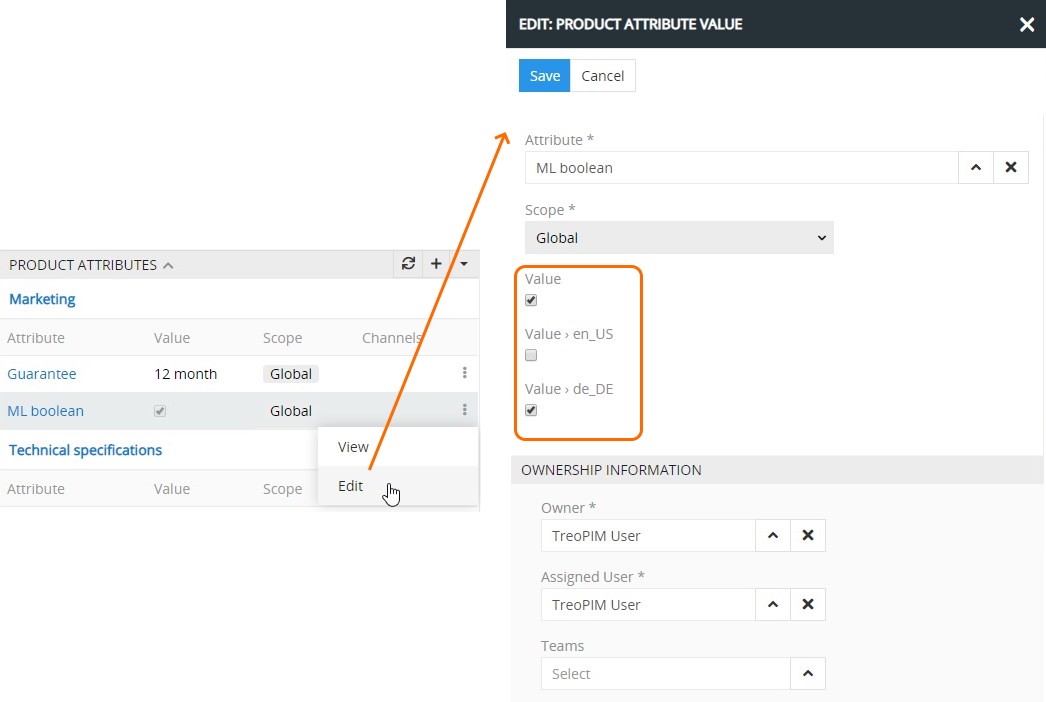 EDIT: PRODUCT ATTRIBUTE VALUE
Save Cancel
Attribute *
ML boolean
Scope *
Global
Value
Value › en_US
Value › de_DE
OWNERSHIP INFORMATION
Owner *
TreoPIM User
Assigned User *
TreoPIM User
Teams
Select
PRODUCT ATTRIBUTES
Marketing
Attribute Value Scope Channels
Guarantee 12 month Global
ML boolean Global
Technical specifications
Attribute Value Scope
View
Edit